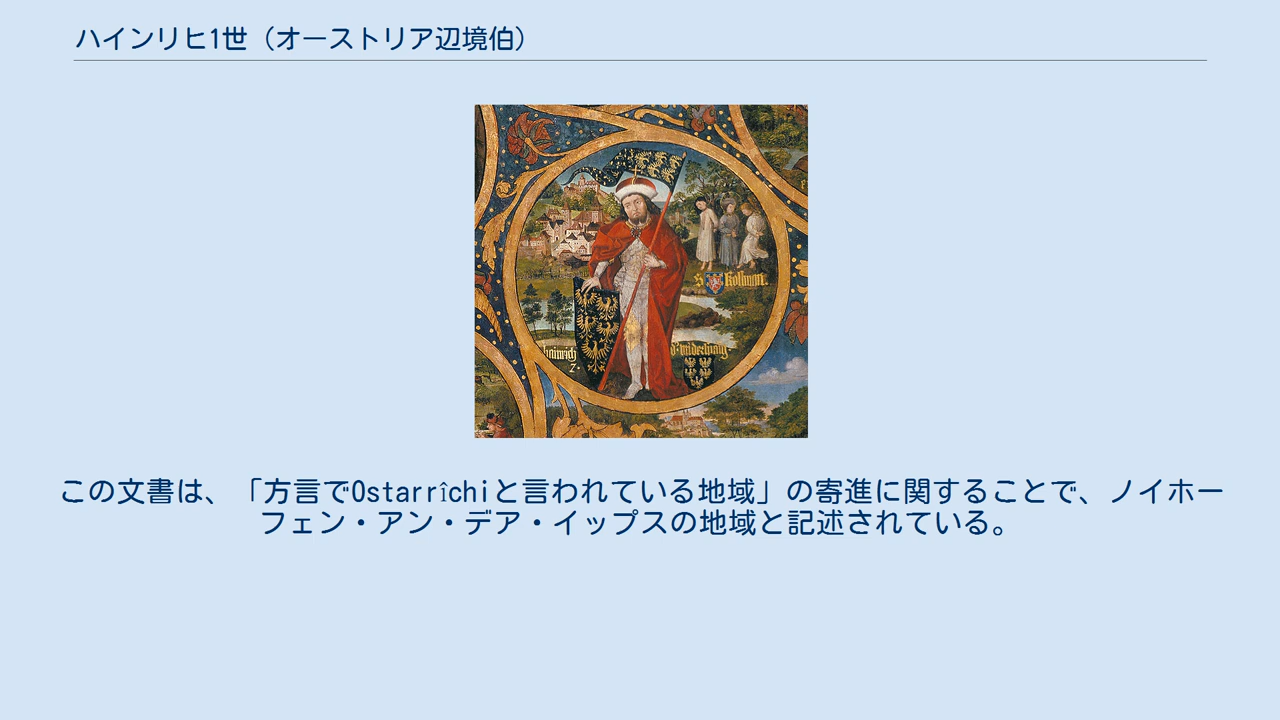 ハインリヒ1世（オーストリア辺境伯）
S Kolman.
hainrich
2.
この文書は、「方言でOstarrîchiと言われている地域」の寄進に関することで、ノイホー
フェン・アン・デア・イップスの地域と記述されている。